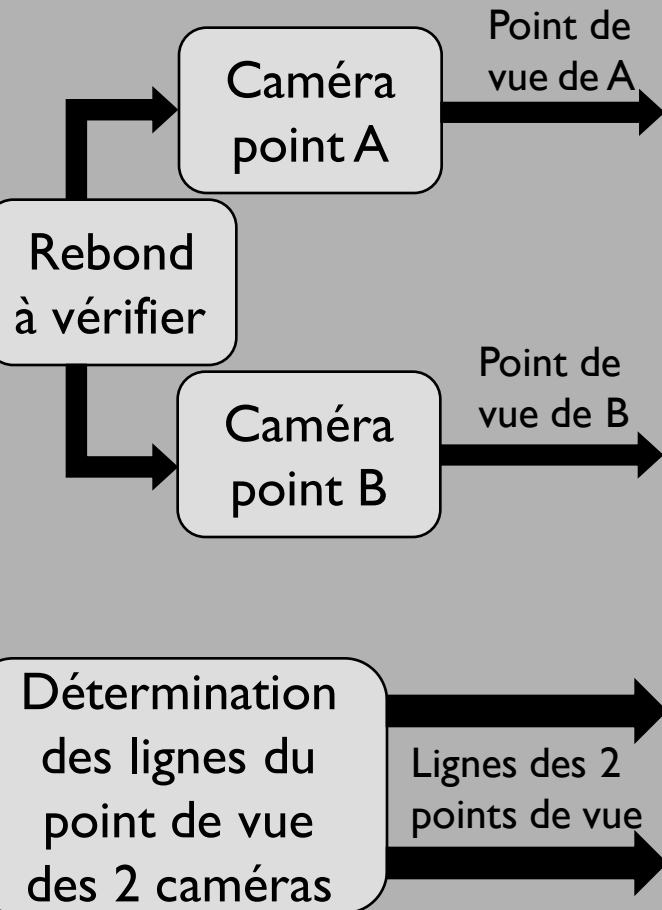 Point de
vue de A
Caméra
point A
Rebond
à vérifier
Point de
vue de B
Caméra
point B
Détermination
des lignes du
point de vue
des 2 caméras
Lignes des 2
points de vue